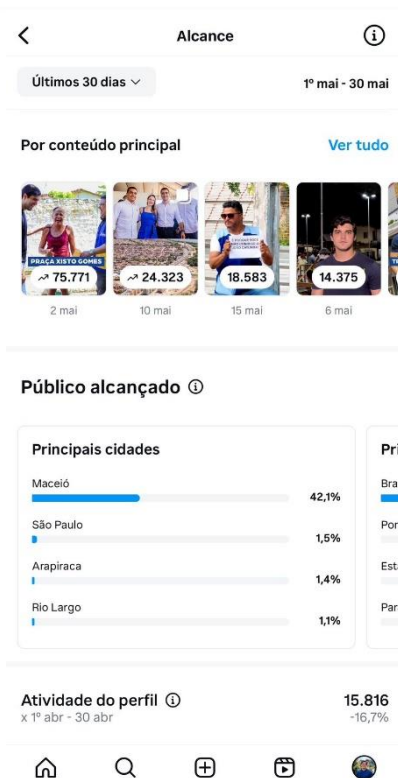 Alcance
Últimos 30 dias
1º mai - 30 mai
Por conteúdo principal
Ver tudo
PRAÇA XISTO GOMES
75.771
24.323
18.583
14.375
2 mai
10 mai
15 mai
6 mai
Público alcançado
Principais cidades
Pri
Maceió
42,1%
Bra
São Paulo
1,5%
Por
Arapiraca
1,4%
Est
Rio Largo
1,1%
Par
Atividade do perfil
15.816
x 1º abr - 30 abr
-16,7%